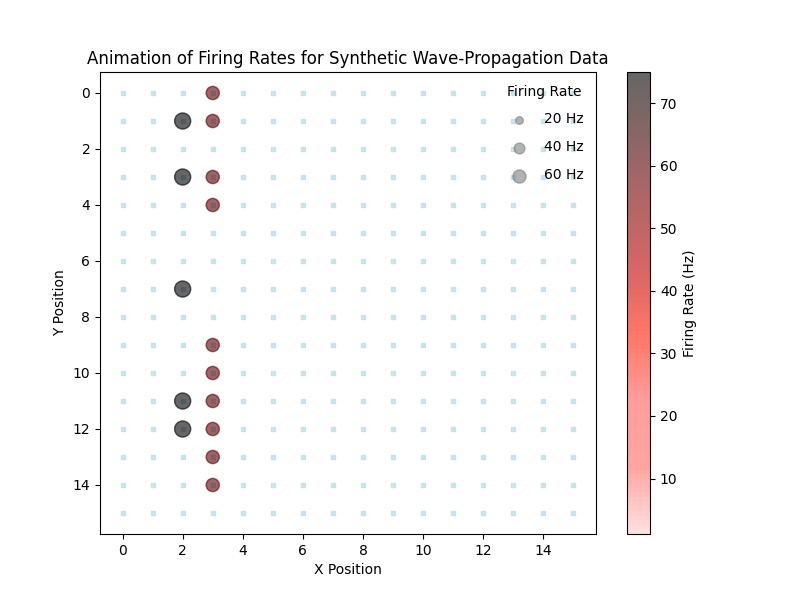 Animation of Firing Rates for Synthetic Wave-Propagation Data
Firing Rate
20 Hz
40 Hz
60 Hz
0
2
4
6
8
10
12
14
Y Position
0 2 4 6 8 10 12 14
X Position
70
60
50
40
30
20
10
Firing Rate (Hz)